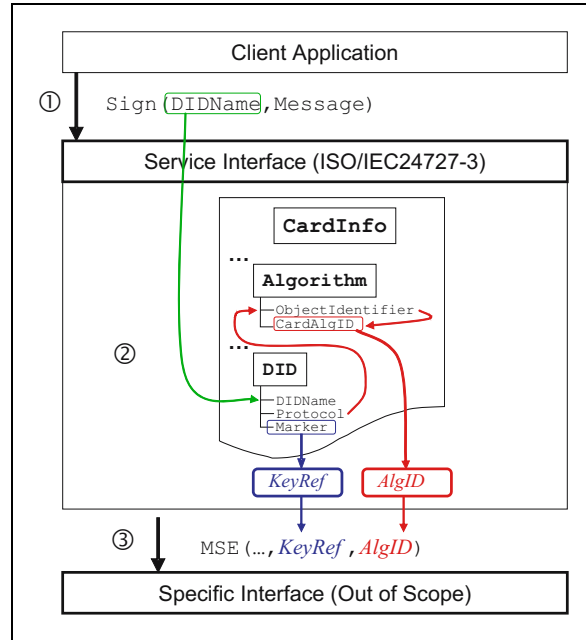 Client Application
①
Sign(DIDName,Message)
Service Interface (ISO/IEC24727-3)
CardInfo
...
Algorithm
ObjectIdentifier
CardAlgID
②
...
DID
DIDName
Protocol
Marker
KeyRef AlgID
③
MSE(…,KeyRef,AlgID)
Specific Interface (Out of Scope)